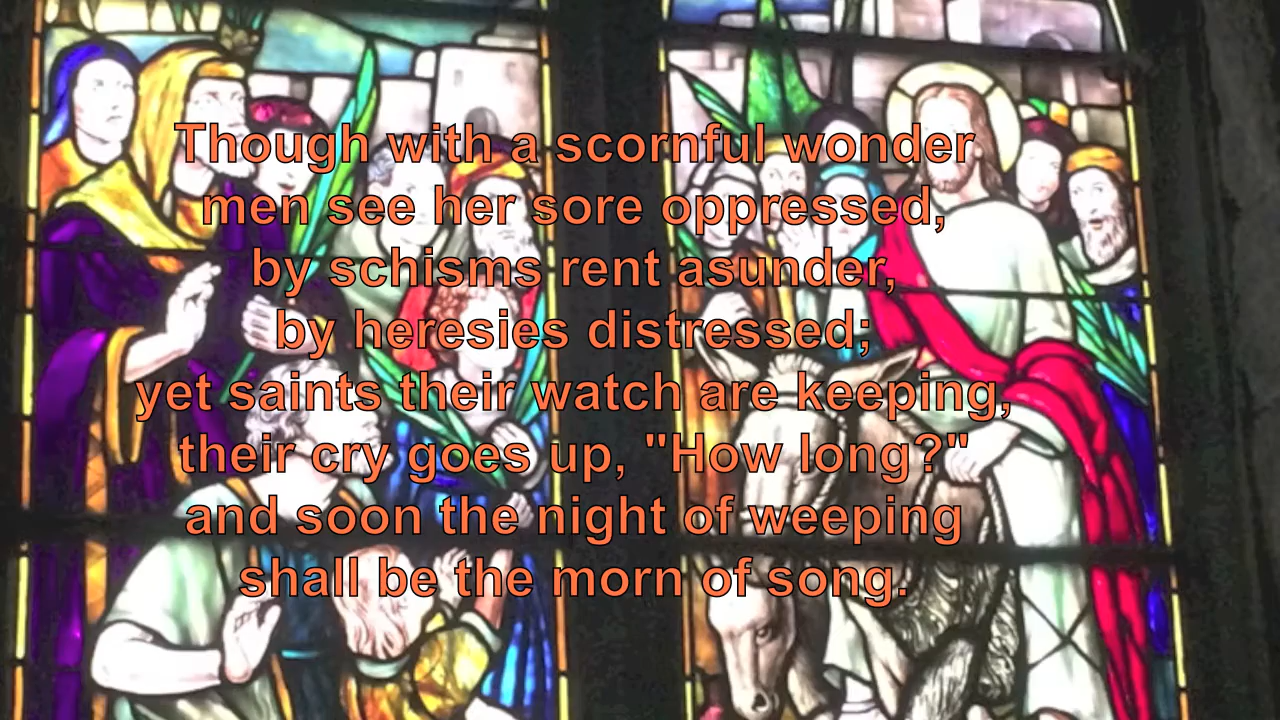 Though with a scornful wonder
men see her sore oppressed,
by schisms rent asunder,
by heresies distressed;
yet saints their watch are keeping,
their cry goes up, "How long?"
and soon the night of weeping
shall be the morn of song.